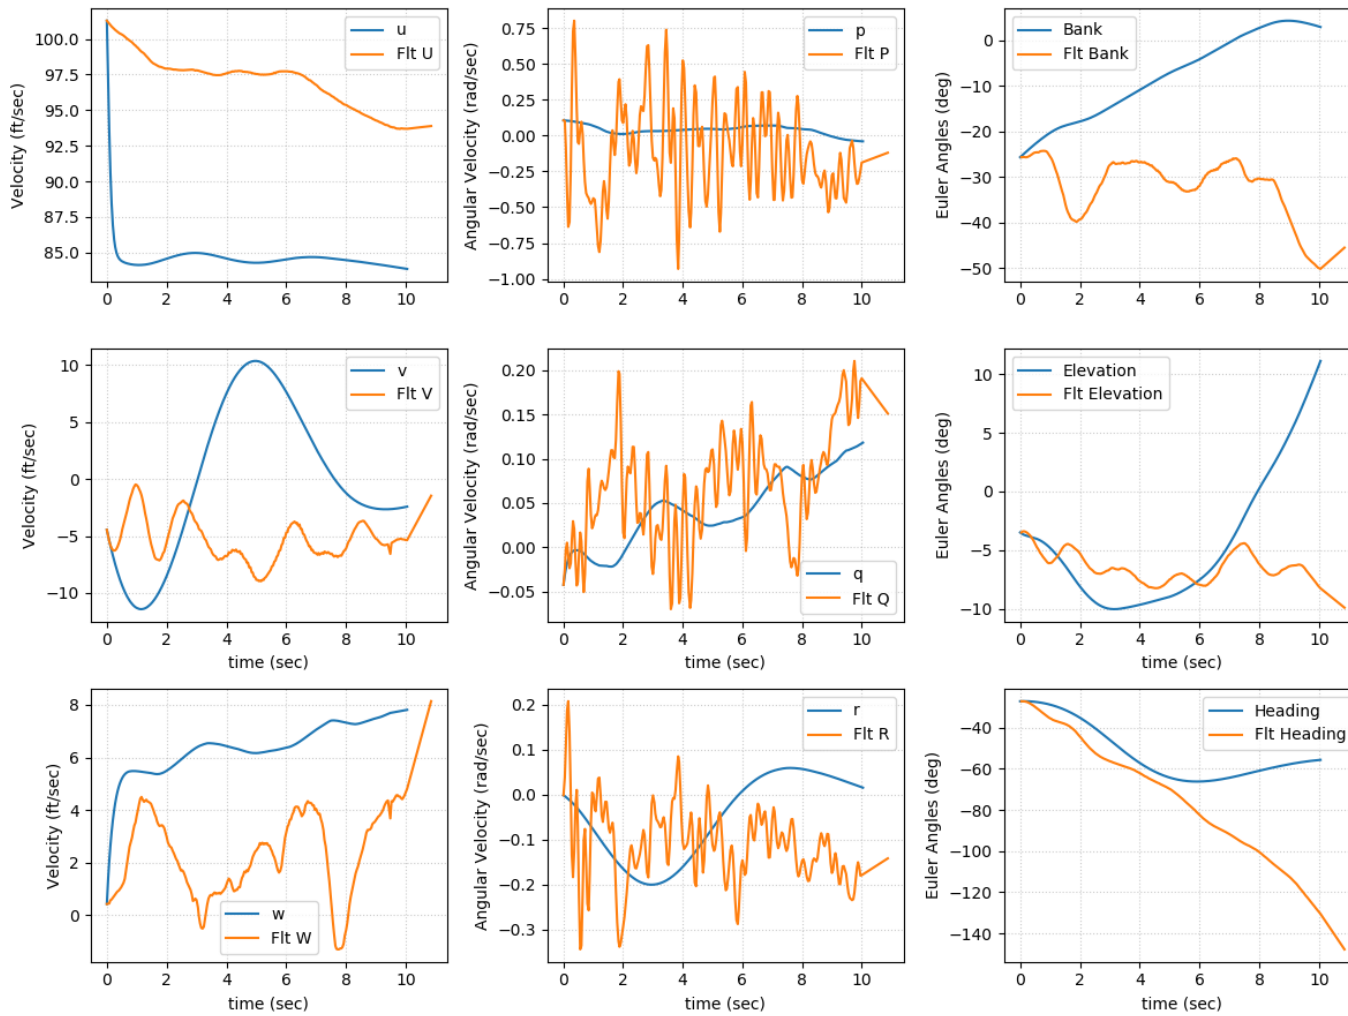 Velocity (ft/sec)
100.0
97.5
95.0
92.5
90.0
87.5
85.0
0 2 4 6 8 10
u
Flt U
Angular Velocity (rad/sec)
0.75
0.50
0.25
0.00
−0.25
−0.50
−0.75
−1.00
0 2 4 6 8 10
p
Flt P
Euler Angles (deg)
0
−10
−20
−30
−40
−50
0 2 4 6 8 10
Bank
Flt Bank
Velocity (ft/sec)
10
5
0
−5
−10
0 2 4 6 8 10
time (sec)
v
Flt V
Angular Velocity (rad/sec)
0.20
0.15
0.10
0.05
0.00
−0.05
0 2 4 6 8 10
time (sec)
q
Flt Q
Euler Angles (deg)
10
5
0
−5
−10
0 2 4 6 8 10
time (sec)
Elevation
Flt Elevation
Velocity (ft/sec)
8
6
4
2
0
0 2 4 6 8 10
time (sec)
w
Flt W
Angular Velocity (rad/sec)
0.2
0.1
0.0
−0.1
−0.2
−0.3
0 2 4 6 8 10
time (sec)
r
Flt R
Euler Angles (deg)
−40
−60
−80
−100
−120
−140
0 2 4 6 8 10
time (sec)
Heading
Flt Heading